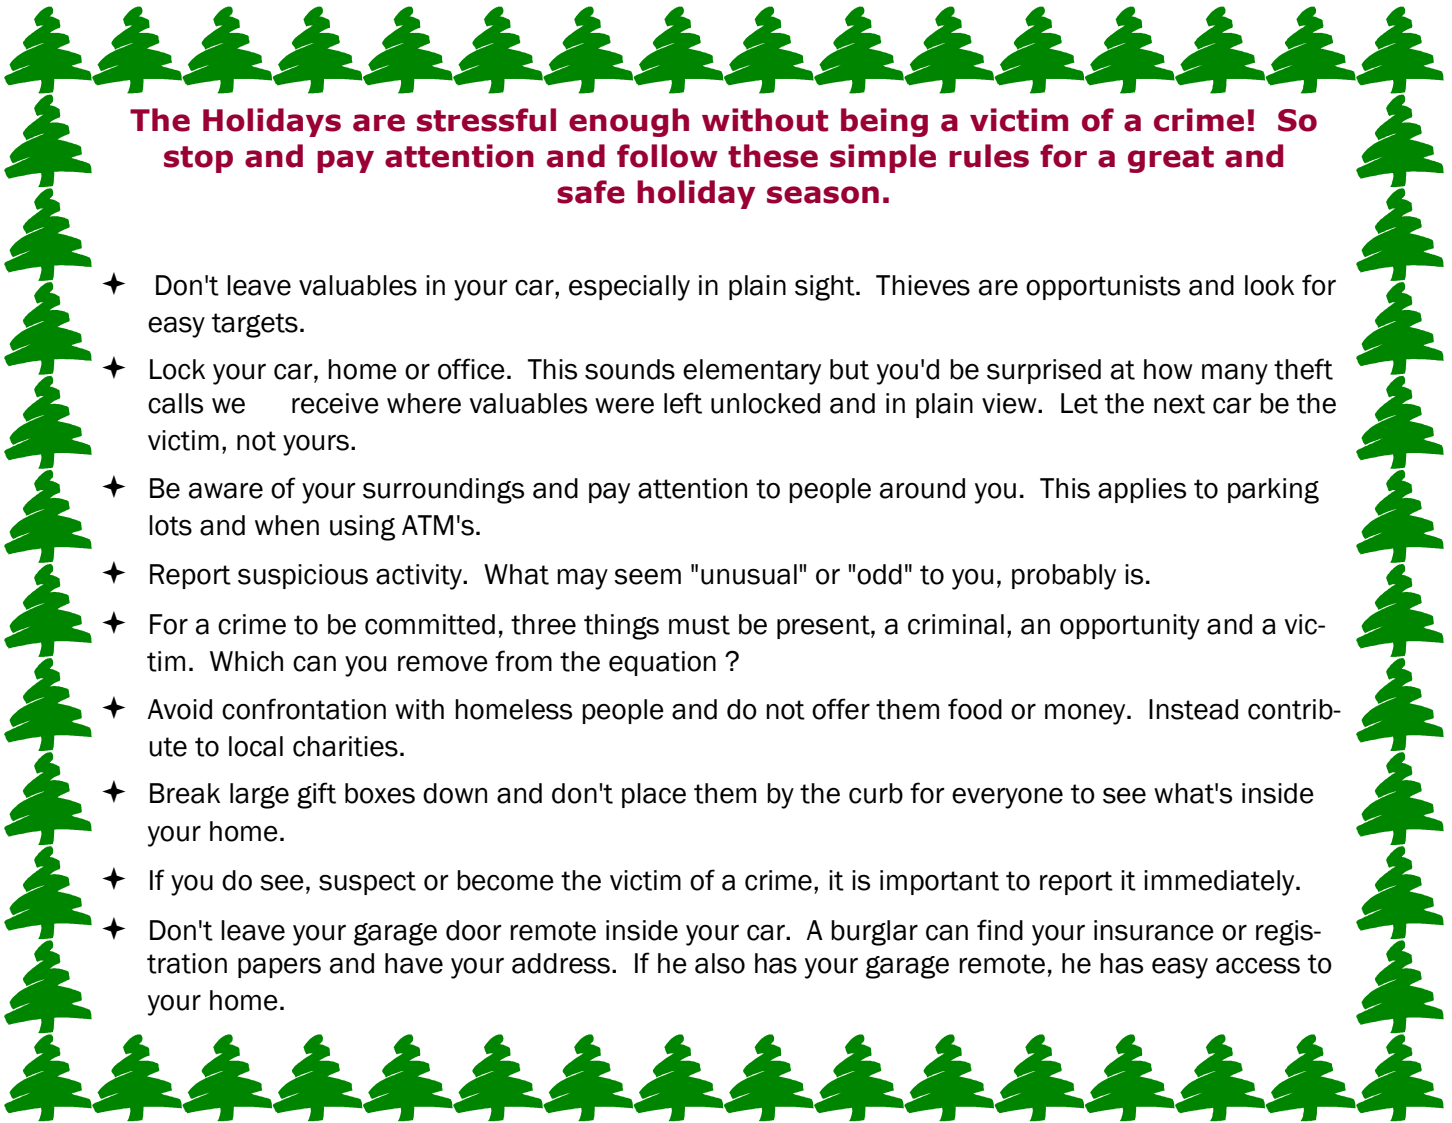 The Holidays are stressful enough without being a victim of a crime!  So
stop and pay attention and follow these simple rules for a great and
safe holiday season.
Don't leave valuables in your car, especially in plain sight.  Thieves are opportunists and look for
easy targets.
Lock your car, home or office.  This sounds elementary but you'd be surprised at how many theft
calls we     receive where valuables were left unlocked and in plain view.  Let the next car be the
victim, not yours.
Be aware of your surroundings and pay attention to people around you.  This applies to parking
lots and when using ATM's.
Report suspicious activity.  What may seem "unusual" or "odd" to you, probably is.
For a crime to be committed, three things must be present, a criminal, an opportunity and a vic-
tim.  Which can you remove from the equation ?
Avoid confrontation with homeless people and do not offer them food or money.  Instead contrib-
ute to local charities.
Break large gift boxes down and don't place them by the curb for everyone to see what's inside
your home.
If you do see, suspect or become the victim of a crime, it is important to report it immediately.
Don't leave your garage door remote inside your car.  A burglar can find your insurance or regis-
tration papers and have your address.  If he also has your garage remote, he has easy access to
your home.